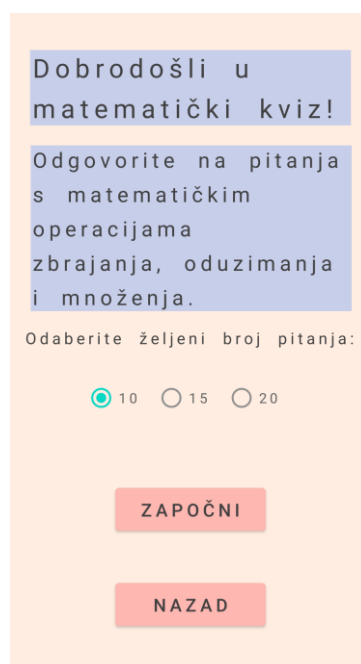 Dobrodošli u
matematički kviz!
Odgovorite na pitanja
s matematičkim
operacijama
zbrajanja, oduzimanja
i množenja.
Odaberite željeni broj pitanja:
10 15 20
ZAPOČNI
NAZAD